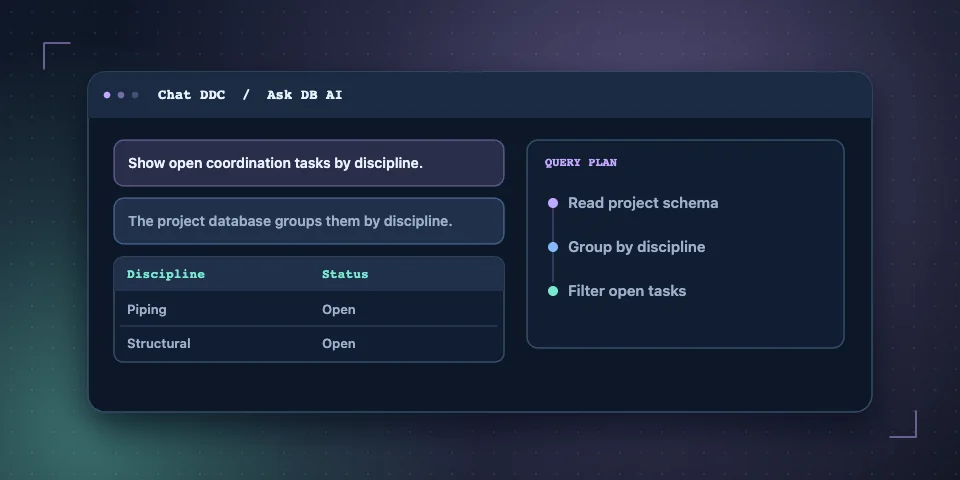 Chat DDC / Ask DB AI
Show open coordination tasks by discipline.
The project database groups them by discipline.
Discipline Status
Piping Open
Structural Open
QUERY PLAN
Read project schema
Group by discipline
Filter open tasks